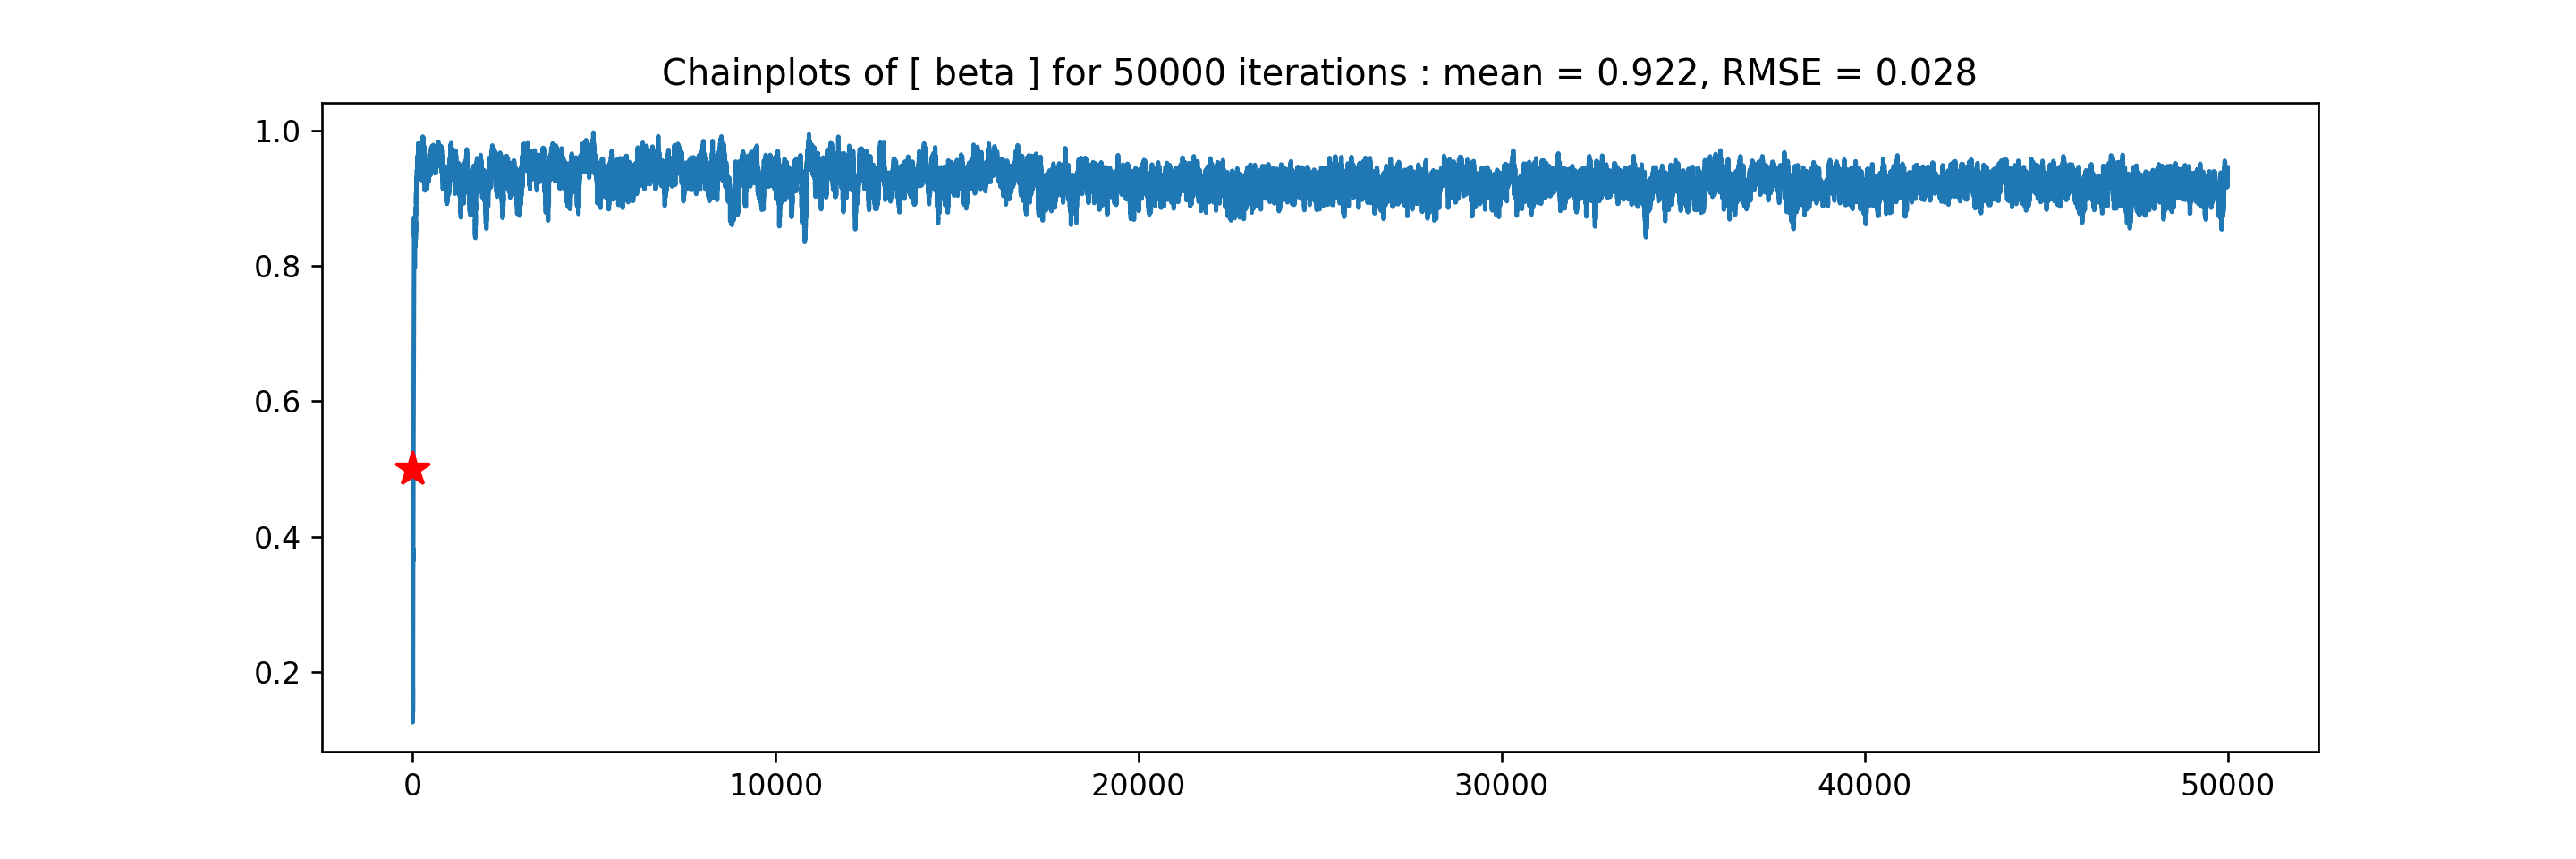 Chainplots of [ beta ] for 50000 iterations : mean = 0.922, RMSE = 0.028
1.0
0.8
0.6
0.4
0.2
0 10000 20000 30000 40000 50000